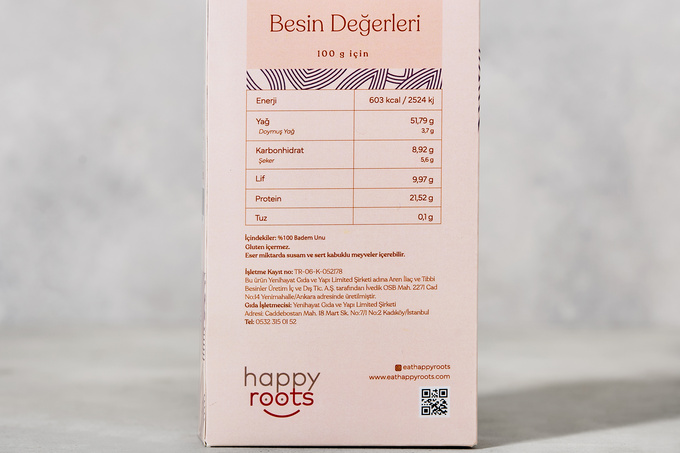 Besin Değerleri
100 g için
Enerji 603 kcal / 2524 kj
Yağ 51,79 g
Doymuş Yağ 3,7 g
Karbonhidrat 8,92 g
Şeker 5,6 g
Lif 9,97 g
Protein 21,52 g
Tuz 0,1 g
İçindekiler: %100 Badem Unu
Gluten içermez.
Eser miktarda susam ve sert kabuklu meyveler içerebilir.
İşletme Kayıt no: TR-06-K-052178
Bu ürün Yenihayat Gıda ve Yapı Limited Şirketi adına Aren İlaç ve Tıbbi
Besinler Üretim İç ve Dış Tic. A.Ş. tarafından İvedik OSB Mah. 2271 Cad
No:14 Yenimahalle/Ankara adresinde üretilmiştir.
Gıda İşletmecisi: Yenihayat Gıda ve Yapı Limited Şirketi
Adresi: Caddebostan Mah. 18 Mart Sk. No:7/1 No:2 Kadıköy/İstanbul
Tel: 0532 315 01 52
eathappyroots
www.eathappyroots.com
happy
roots